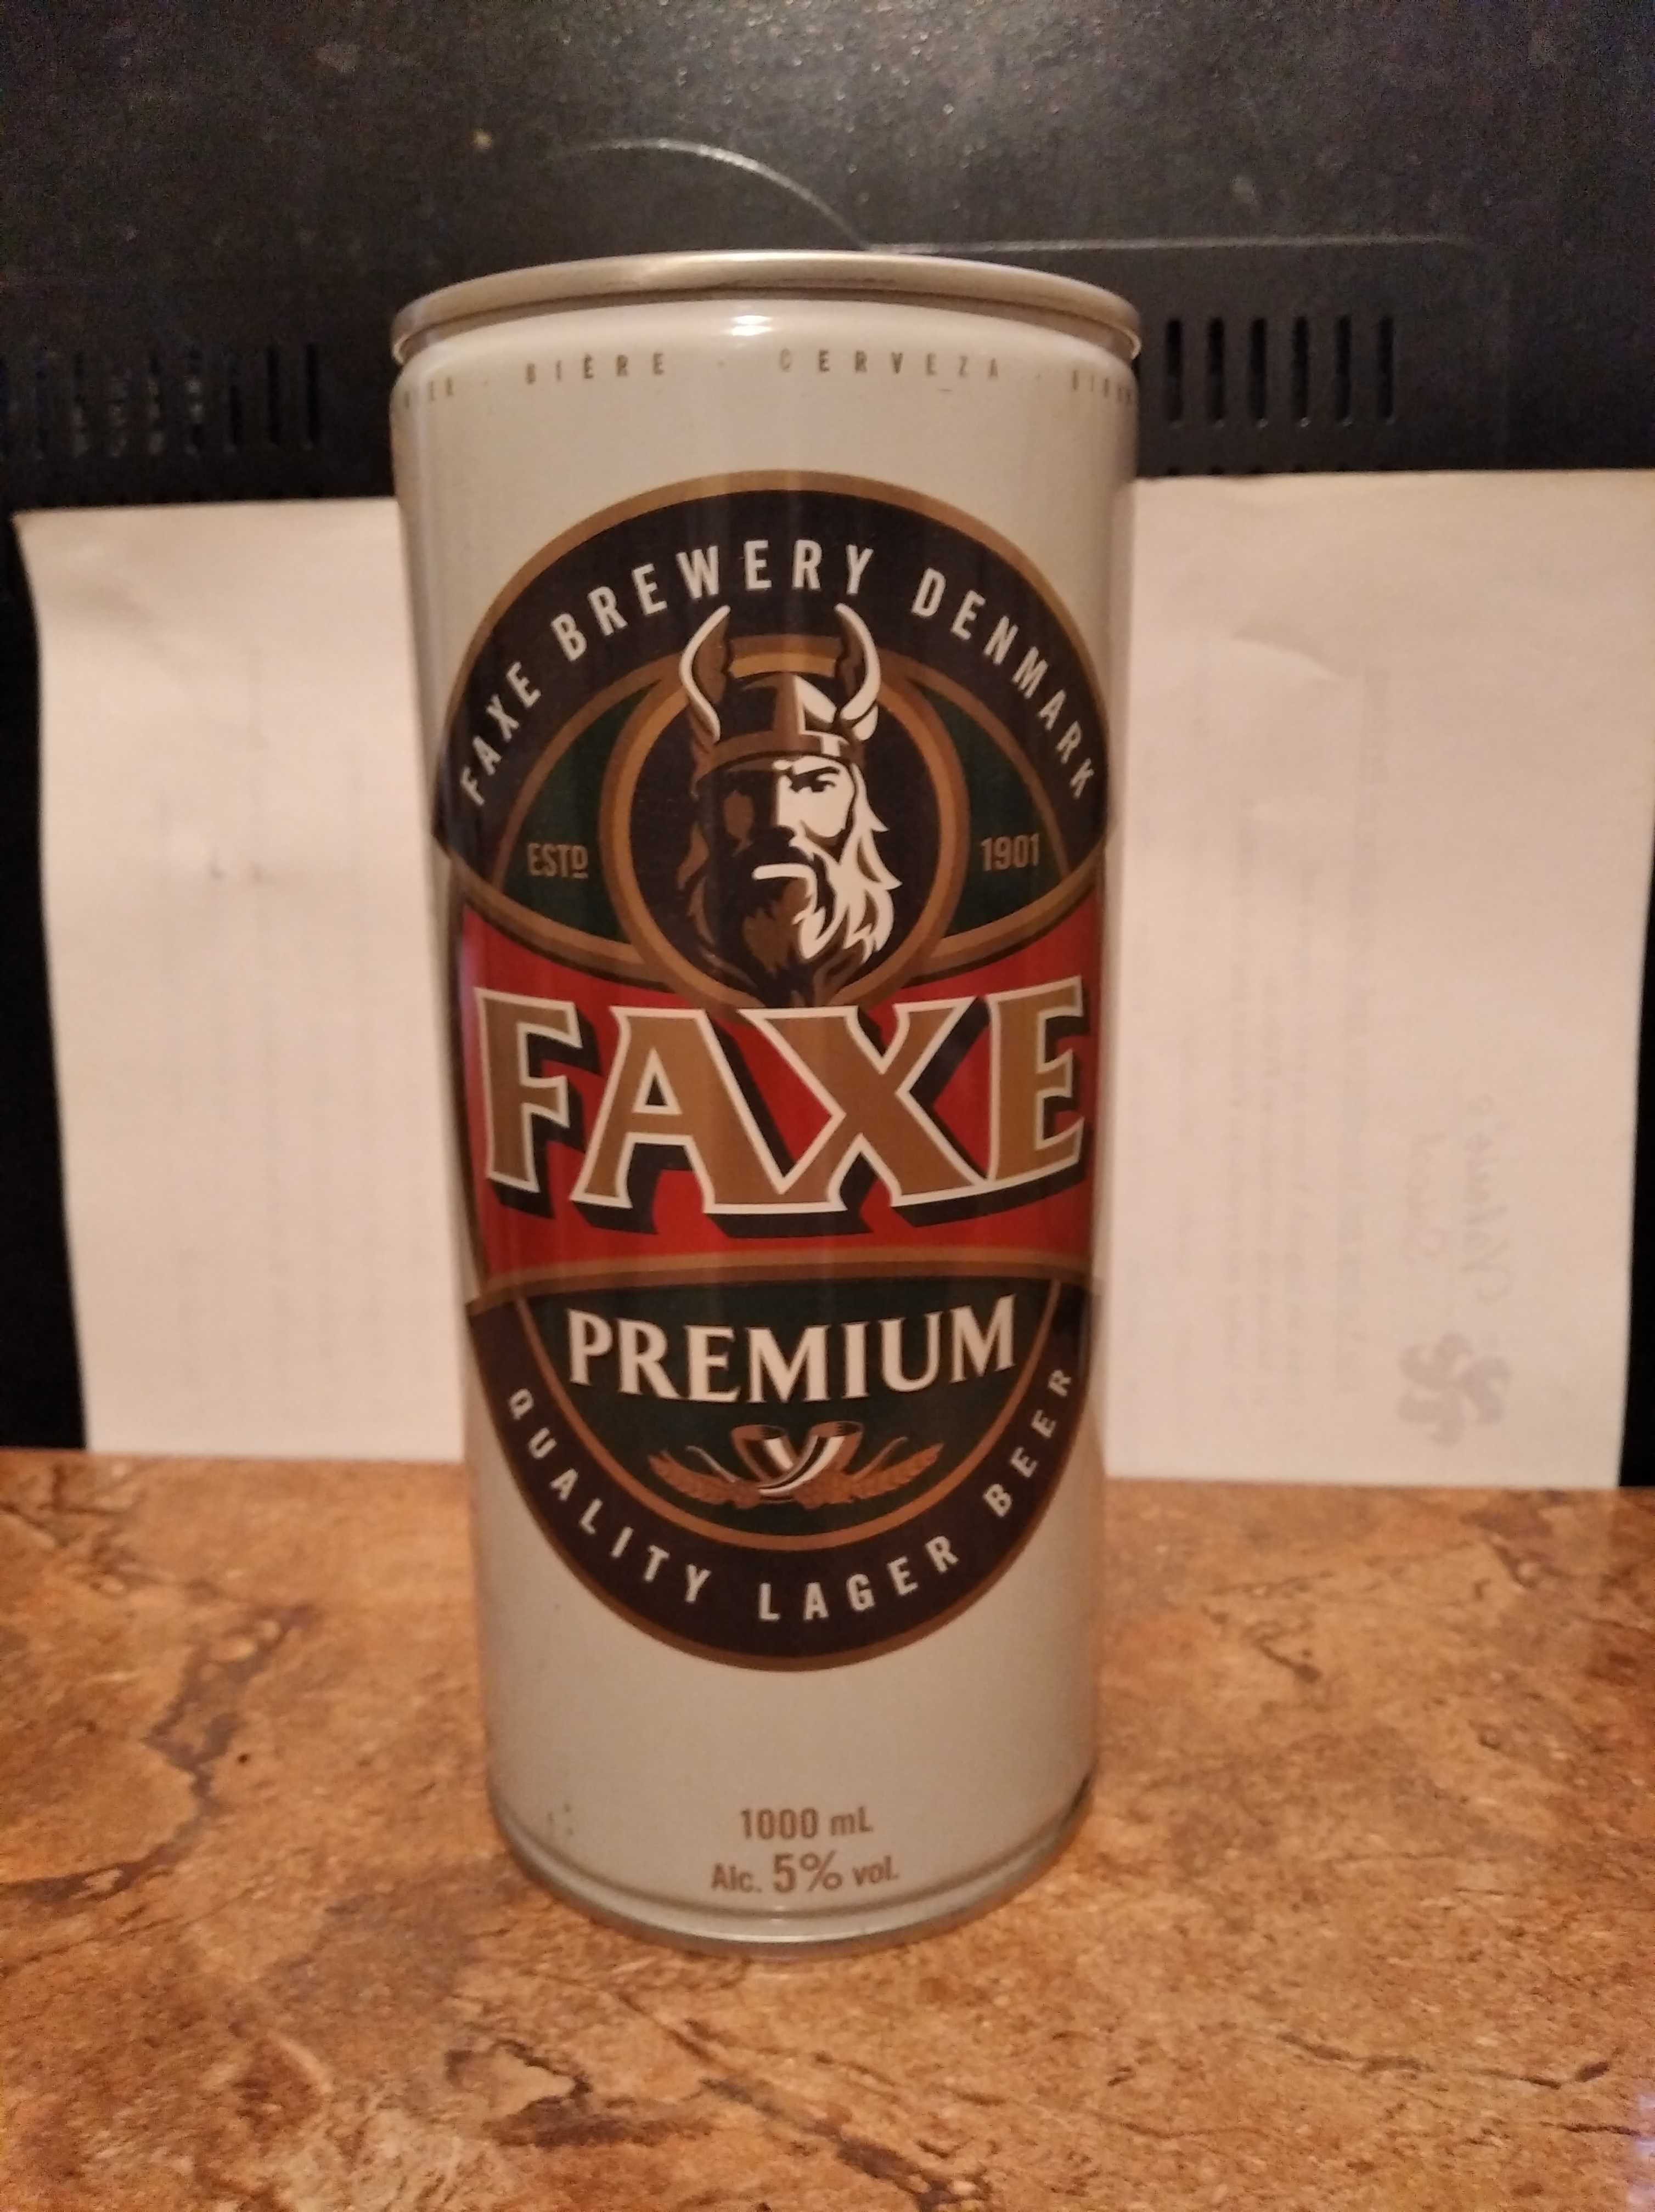 BIÈRE · CERVEZA
FAXE BREWERY DENMARK
ESTD 1901
FAXE
PREMIUM
QUALITY LAGER BEER
1000 mL
Alc. 5% vol.